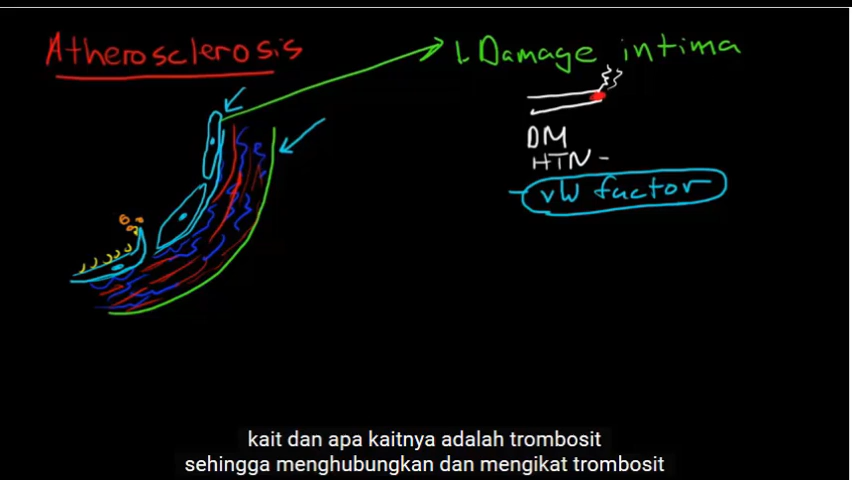 Atherosclerosis
1. Damage intima
DM
HTN -
- vW factor
kait dan apa kaitnya adalah trombosit
sehingga menghubungkan dan mengikat trombosit